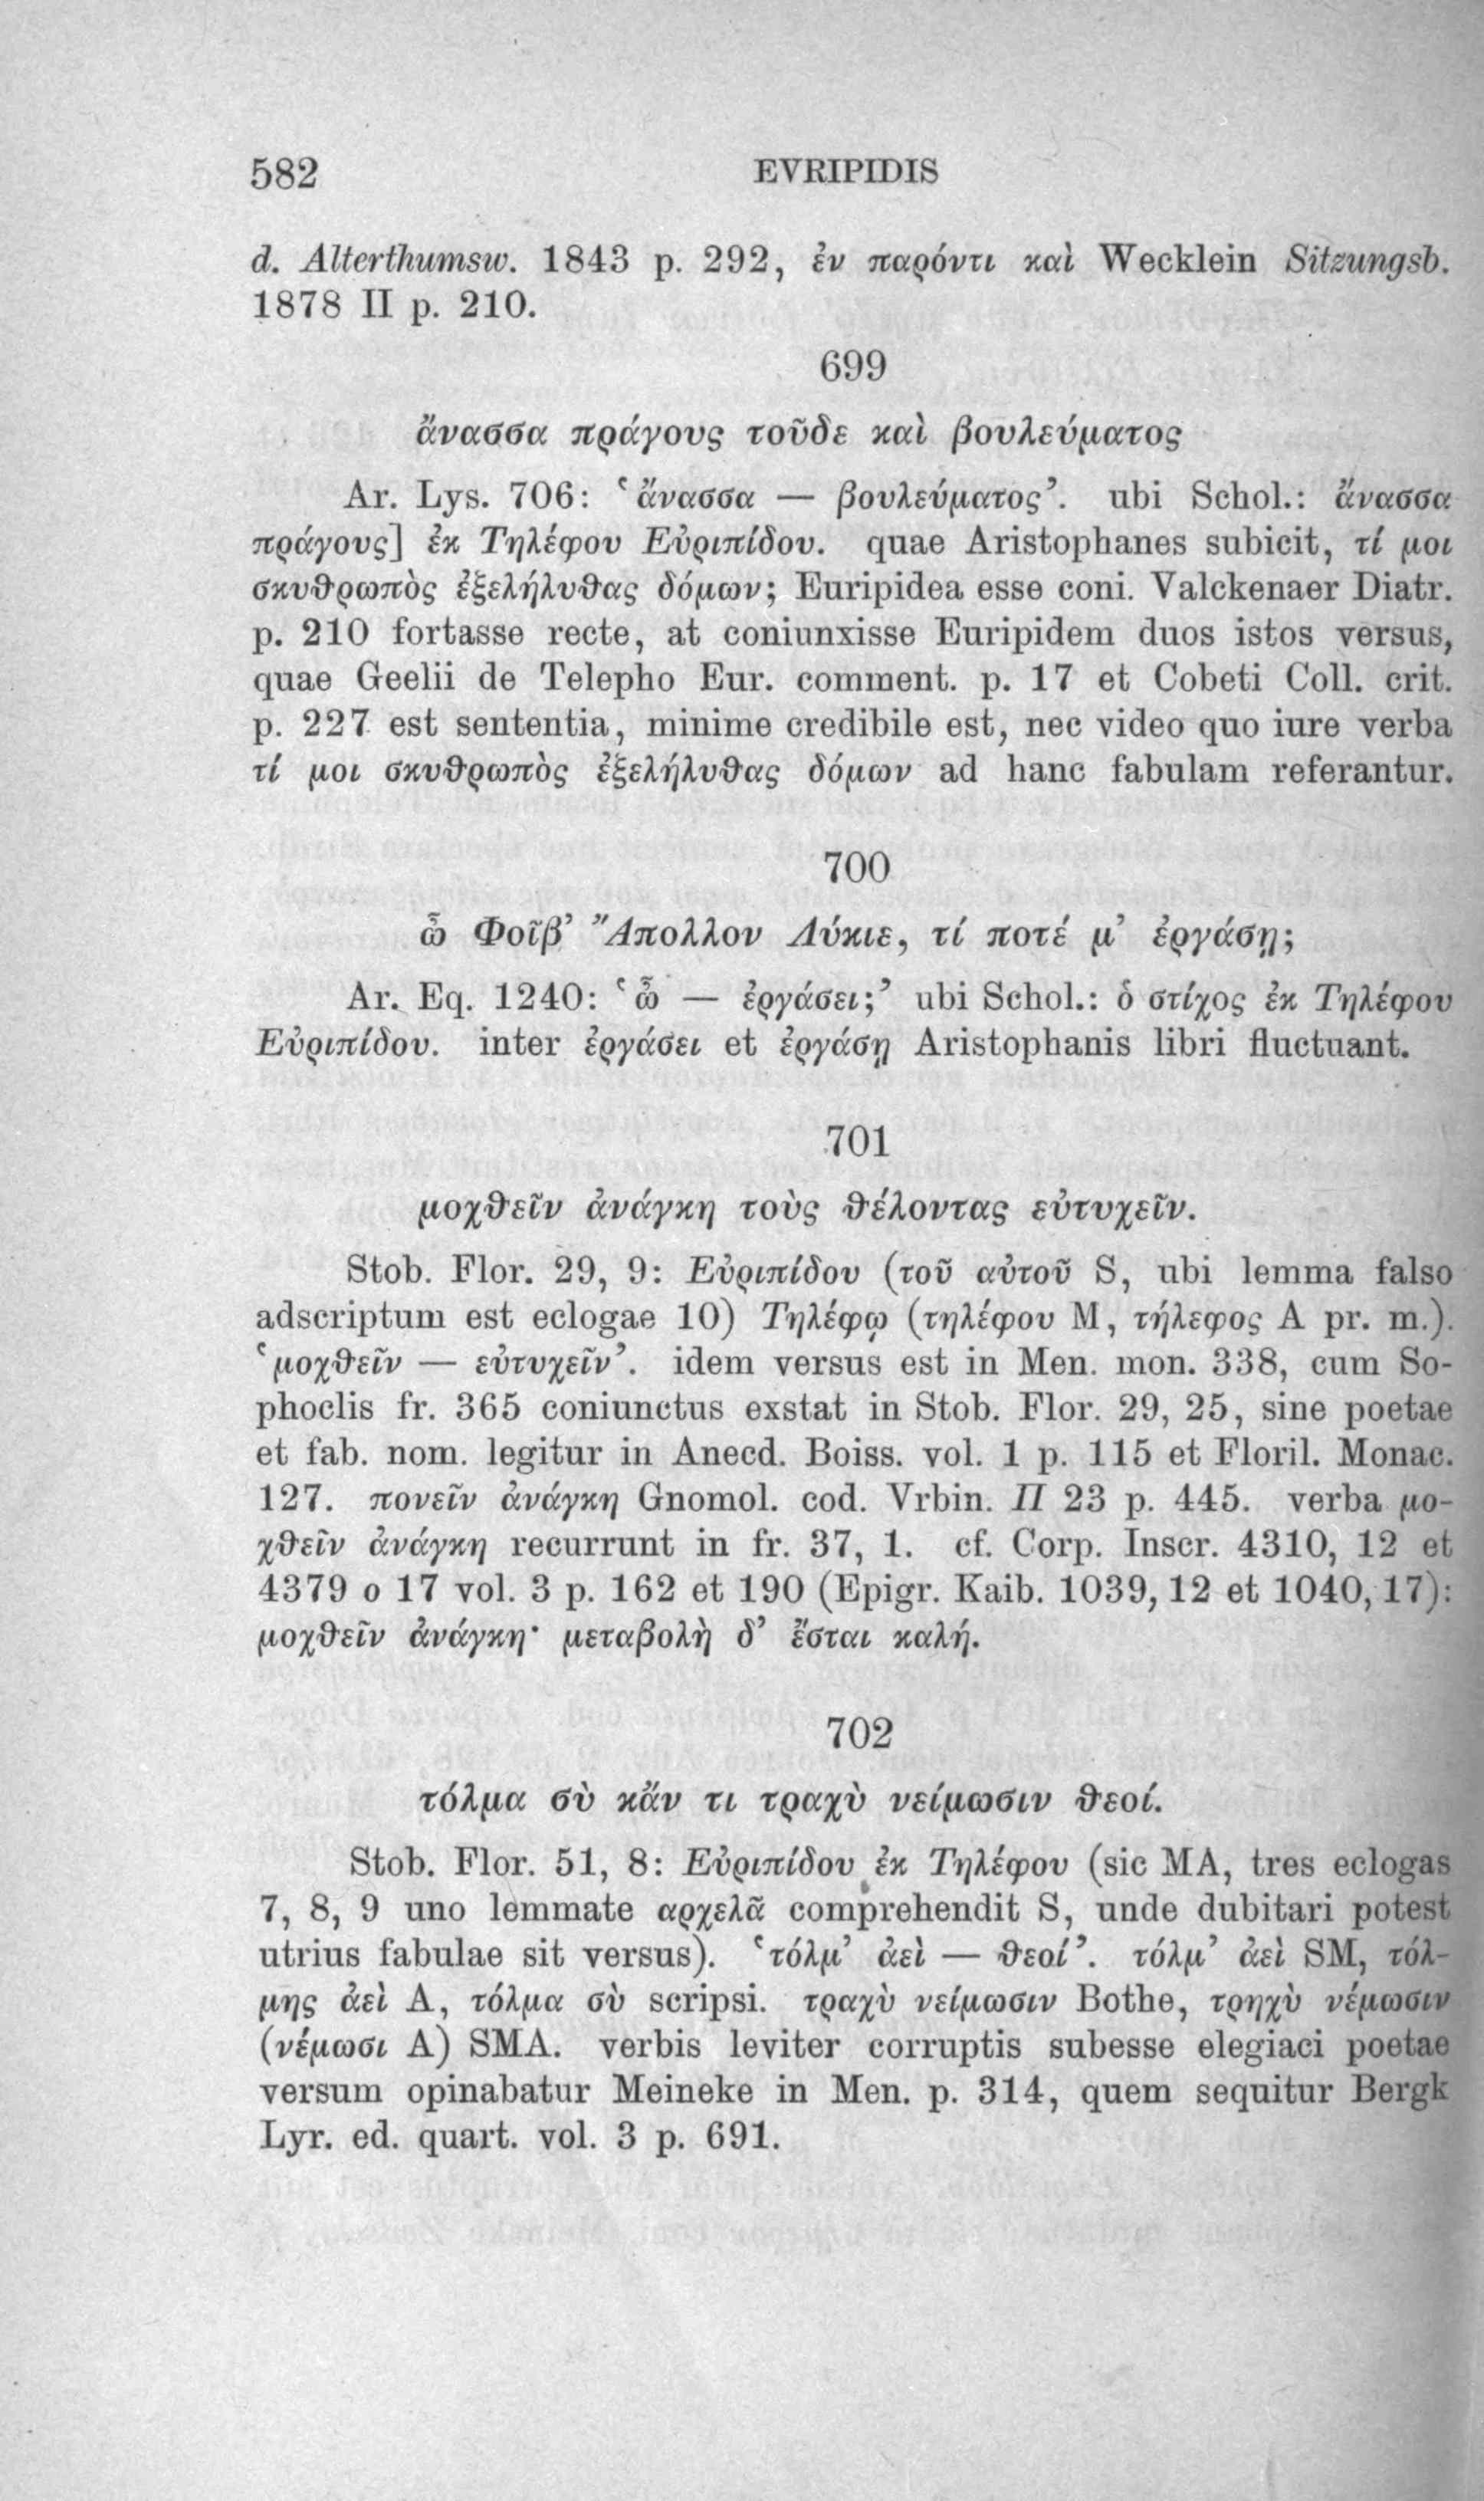 582 EVRIPIDIS
d. Alterthumsw. 1843 p. 292, ἐν παρόντι καὶ Wecklein Sitzungsb.
1878 II p. 210.
699
ἄνασσα πράγους τοῦδε καὶ βουλεύματος
Ar. Lys. 706: ‘ἄνασσα — βουλεύματος’. ubi Schol.: ἄνασσα
πράγους] ἐκ Τηλέφου Εὐριπίδου. quae Aristophanes subicit, τί μοι
σκυθρωπὸς ἐξελήλυθας δόμων; Euripidea esse coni. Valckenaer Diatr.
p. 210 fortasse recte, at coniunxisse Euripidem duos istos versus,
quae Geelii de Telepho Eur. comment. p. 17 et Cobeti Coll. crit.
p. 227 est sententia, minime credibile est, nec video quo iure verba
τί μοι σκυθρωπὸς ἐξελήλυθας δόμων ad hanc fabulam referantur.
700
ὦ Φοῖβ’ Ἄπολλον Λύκιε, τί ποτέ μ’ ἐργάσῃ;
Ar. Eq. 1240: ‘ὦ — ἐργάσει;’ ubi Schol.: ὁ στίχος ἐκ Τηλέφου
Εὐριπίδου. inter ἐργάσει et ἐργάσῃ Aristophanis libri fluctuant.
701
μοχθεῖν ἀνάγκη τοὺς θέλοντας εὐτυχεῖν.
Stob. Flor. 29, 9: Εὐριπίδου (τοῦ αὐτοῦ S, ubi lemma falso
adscriptum est eclogae 10) Τηλέφῳ (τηλέφου M, τήλεφος A pr. m.).
‘μοχθεῖν — εὐτυχεῖν’. idem versus est in Men. mon. 338, cum So-
phoclis fr. 365 coniunctus exstat in Stob. Flor. 29, 25, sine poetae
et fab. nom. legitur in Anecd. Boiss. vol. 1 p. 115 et Floril. Monac.
127. πονεῖν ἀνάγκη Gnomol. cod. Vrbin. II 23 p. 445. verba μο-
χθεῖν ἀνάγκη recurrunt in fr. 37, 1. cf. Corp. Inscr. 4310, 12 et
4379 o 17 vol. 3 p. 162 et 190 (Epigr. Kaib. 1039, 12 et 1040, 17):
μοχθεῖν ἀνάγκη· μεταβολὴ δ’ ἔσται καλή.
702
τόλμα σὺ κἄν τι τραχὺ νείμωσιν θεοί.
Stob. Flor. 51, 8: Εὐριπίδου ἐκ Τηλέφου (sic MA, tres eclogas
7, 8, 9 uno lemmate αρχελᾶ comprehendit S, unde dubitari potest
utrius fabulae sit versus). ‘τόλμ’ ἀεὶ — θεοί’. τόλμ’ ἀεὶ SM, τόλ-
μης ἀεὶ A, τόλμα σὺ scripsi. τραχὺ νείμωσιν Bothe, τρηχὺ νέμωσιν
(νέμωσι A) SMA. verbis leviter corruptis subesse elegiaci poetae
versum opinabatur Meineke in Men. p. 314, quem sequitur Bergk
Lyr. ed. quart. vol. 3 p. 691.